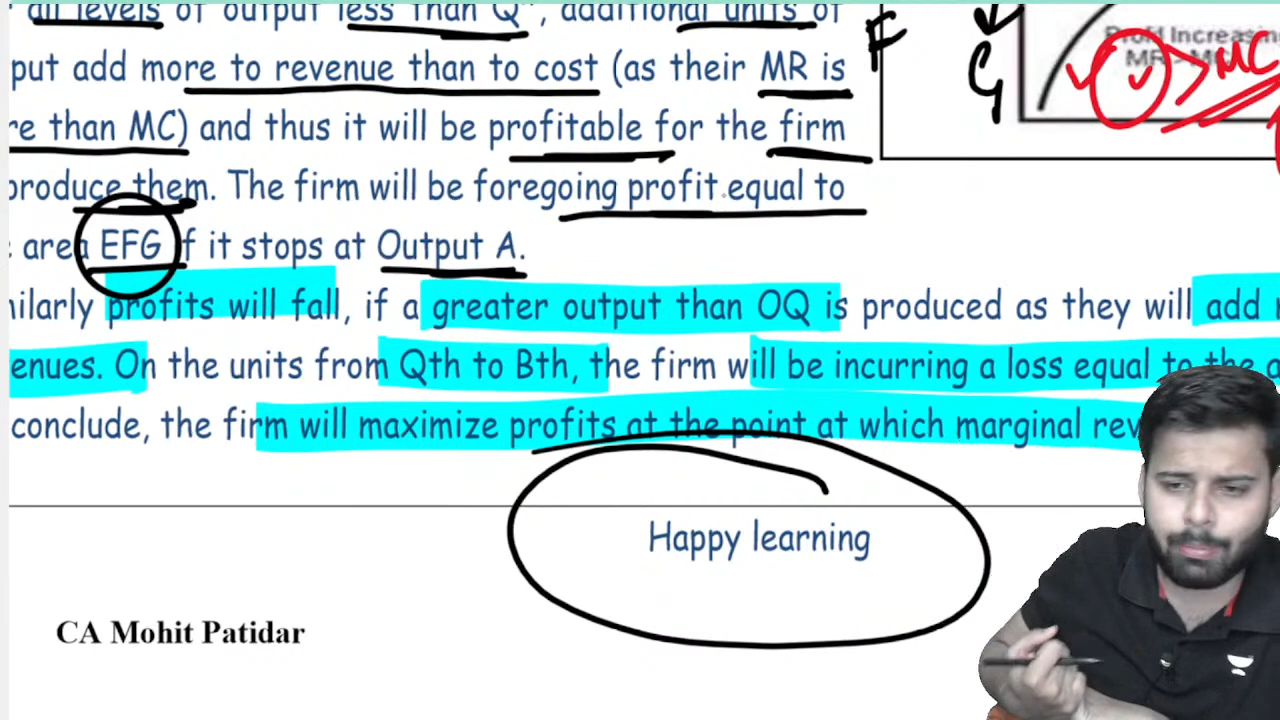 all levels of output less than Q*, additional units of
put add more to revenue than to cost (as their MR is
re than MC) and thus it will be profitable for the firm
produce them. The firm will be foregoing profit equal to
area EFG if it stops at Output A.
milarly profits will fall, if a greater output than OQ is produced as they will add
enues. On the units from Qth to Bth, the firm will be incurring a loss equal to the a
conclude, the firm will maximize profits at the point at which marginal rev
Happy learning
CA Mohit Patidar
F
G
Profit Increasing
MR > MC
> MC